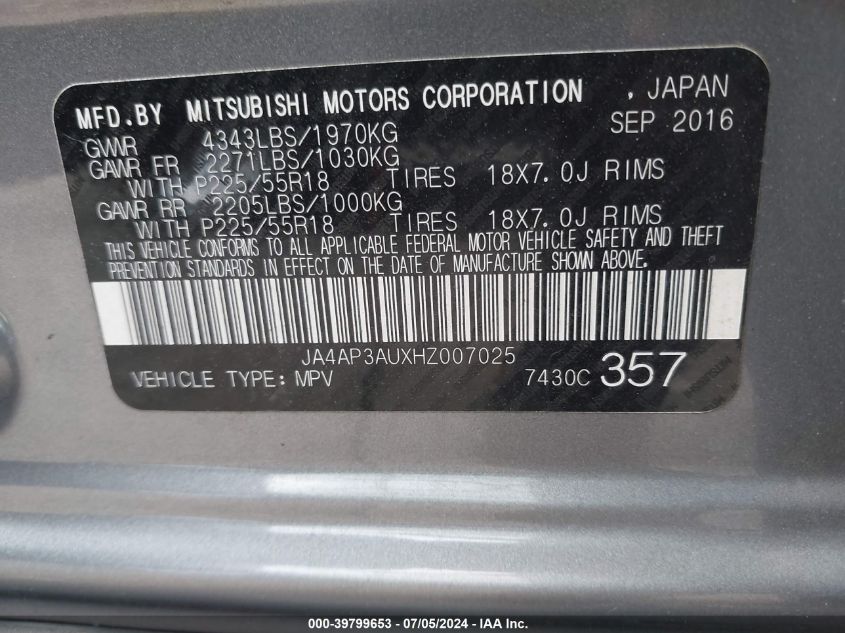 MFD.BY MITSUBISHI MOTORS CORPORATION , JAPAN
GVWR 4343LBS/1970KG SEP 2016
GAWR FR 2271LBS/1030KG
WITH P225/55R18 TIRES 18X7.0J RIMS
GAWR RR 2205LBS/1000KG
WITH P225/55R18 TIRES 18X7.0J RIMS
THIS VEHICLE CONFORMS TO ALL APPLICABLE FEDERAL MOTOR VEHICLE SAFETY AND THEFT
PREVENTION STANDARDS IN EFFECT ON THE DATE OF MANUFACTURE SHOWN ABOVE.
JA4AP3AUXHZ007025
VEHICLE TYPE: MPV 7430C 357
000-39799653 - 07/05/2024 - IAA Inc.